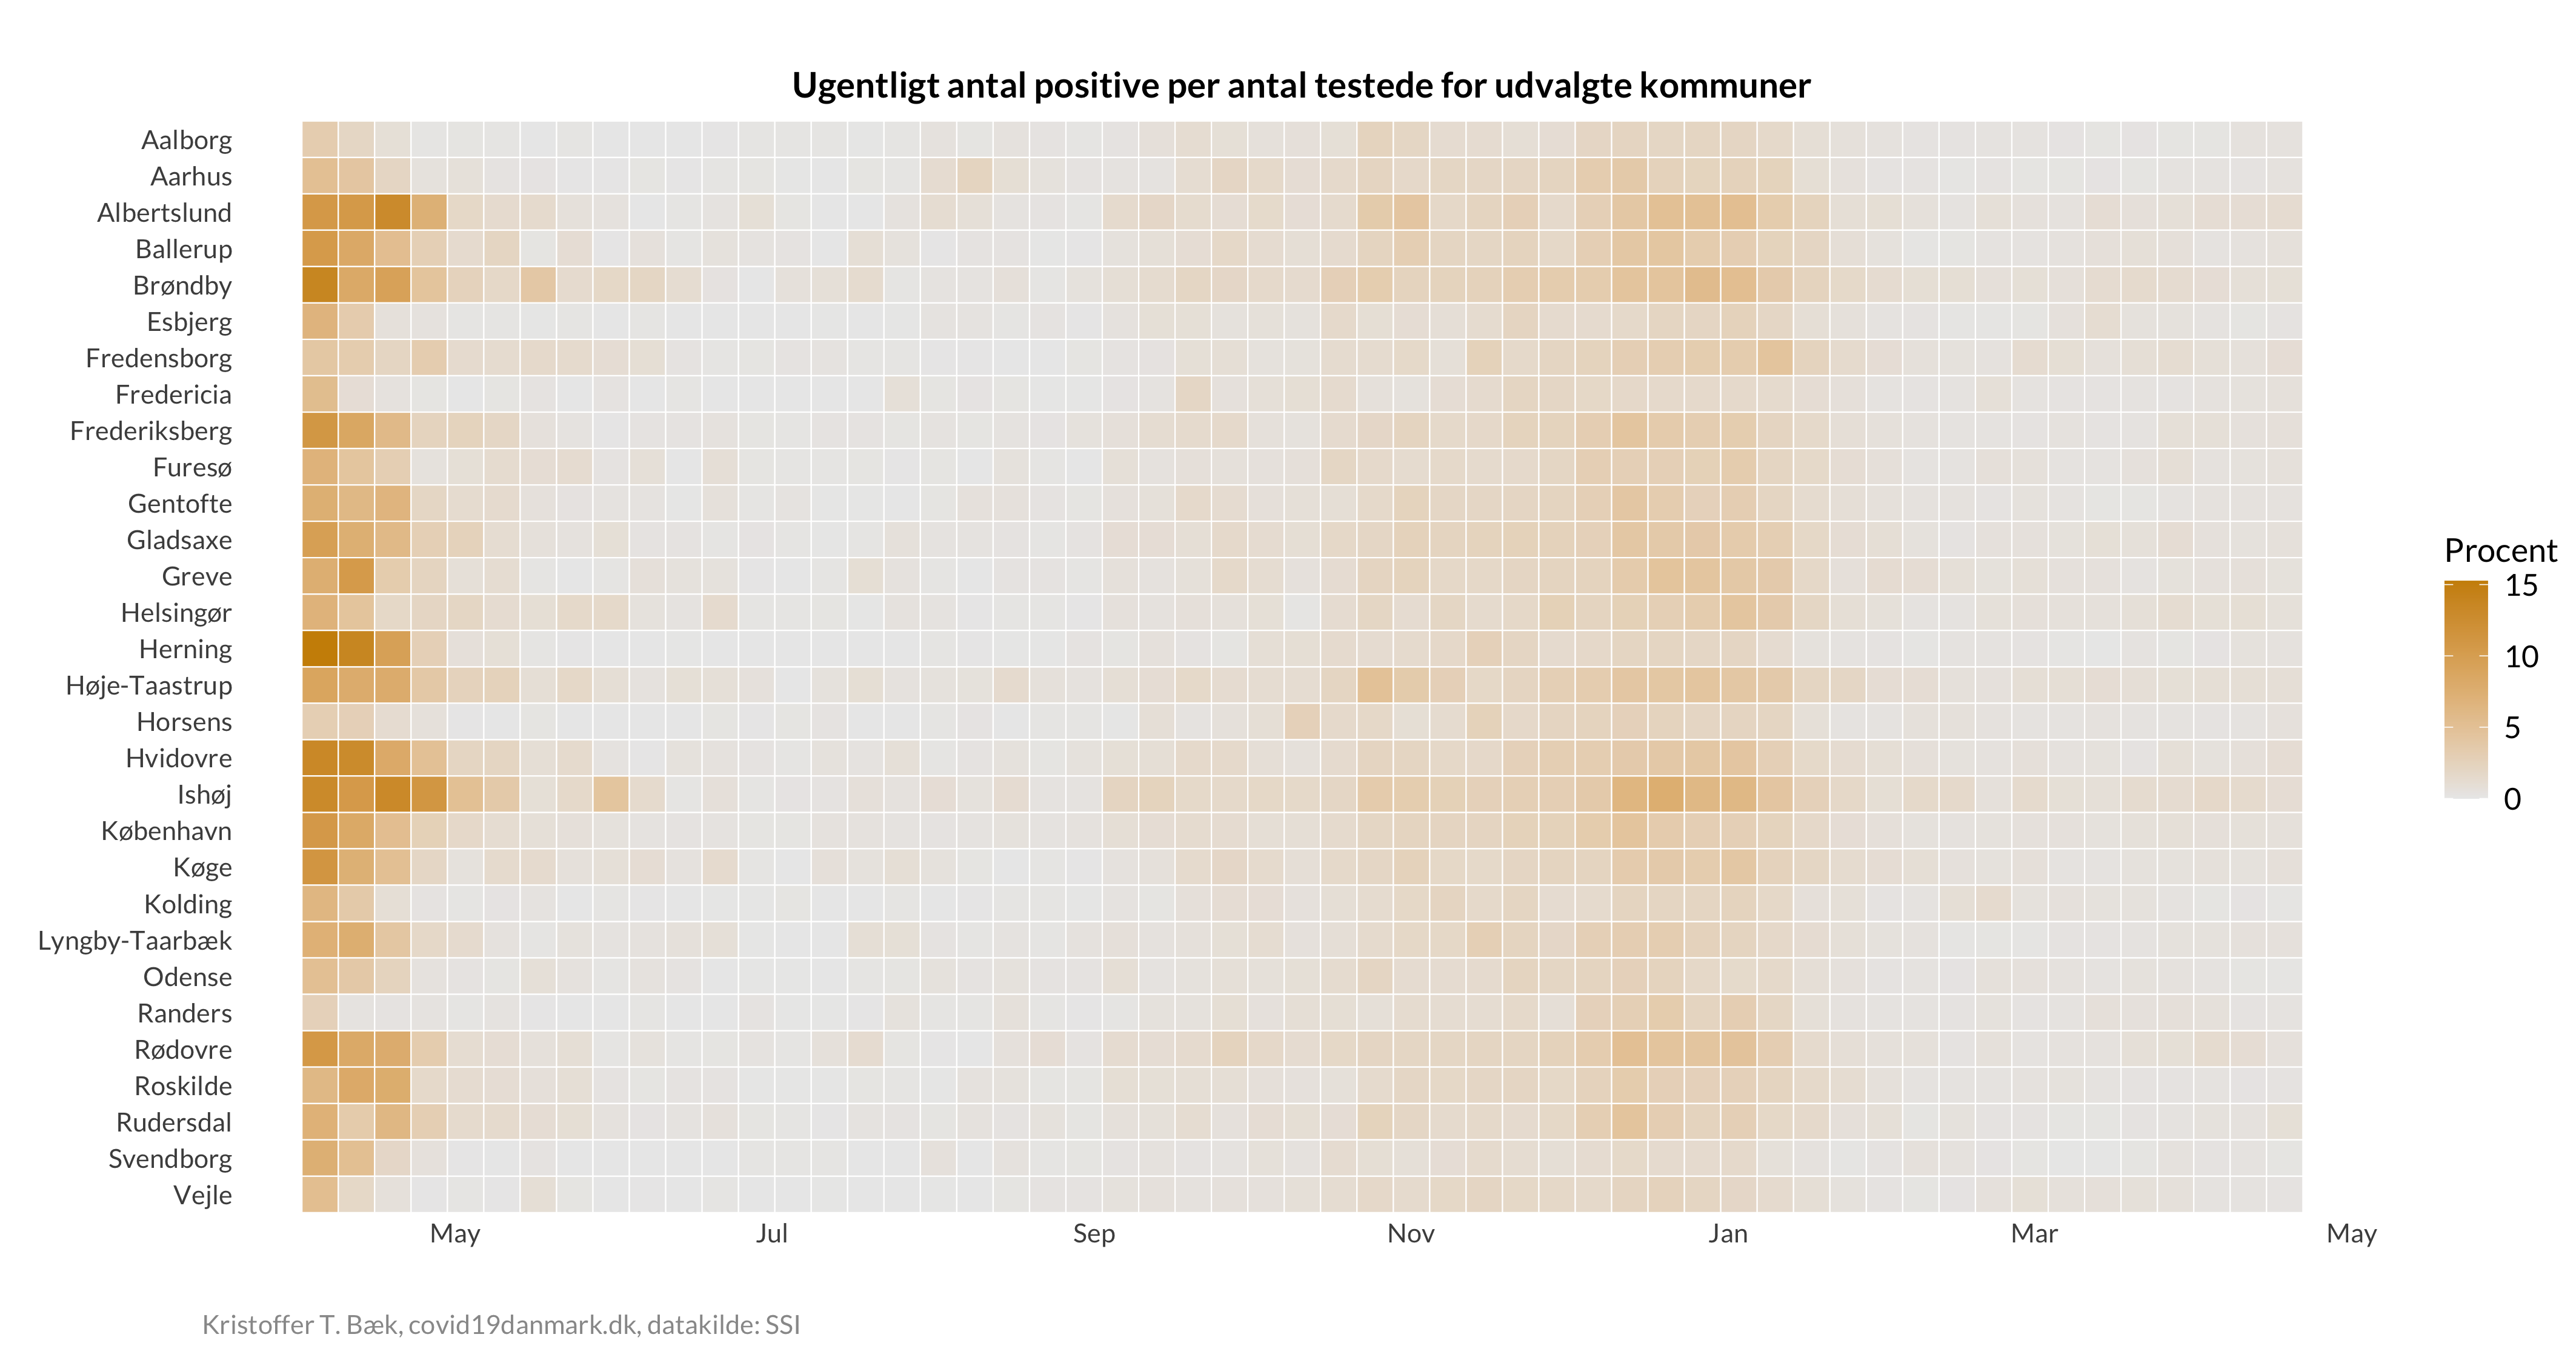 Ugentligt antal positive per antal testede for udvalgte kommuner
Aalborg
Aarhus
Albertslund
Ballerup
Brøndby
Esbjerg
Fredensborg
Fredericia
Frederiksberg
Furesø
Gentofte
Gladsaxe
Greve
Helsingør
Herning
Høje-Taastrup
Horsens
Hvidovre
Ishøj
København
Køge
Kolding
Lyngby-Taarbæk
Odense
Randers
Rødovre
Roskilde
Rudersdal
Svendborg
Vejle
May Jul Sep Nov Jan Mar May
Procent
15
10
5
0
Kristoffer T. Bæk, covid19danmark.dk, datakilde: SSI